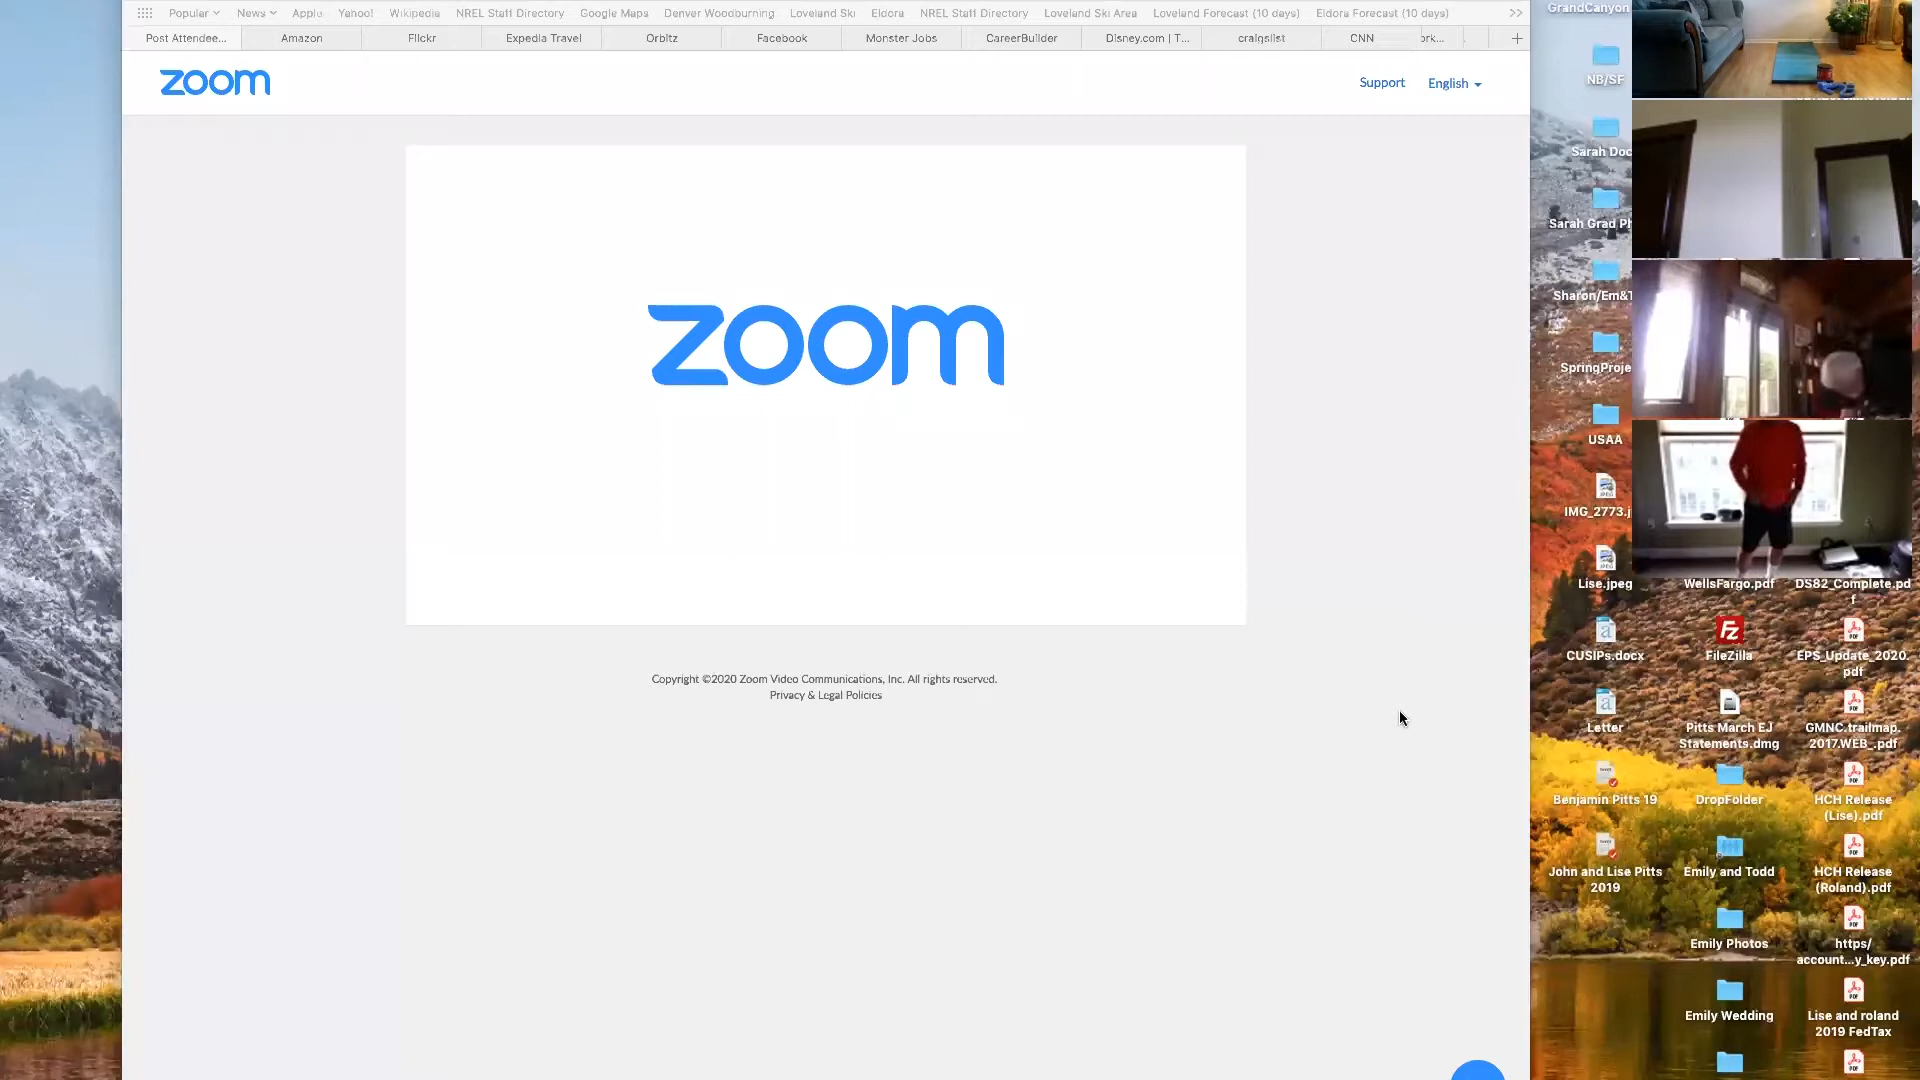 Popular News Apple Yahoo! Wikipedia NREL Staff Directory Google Maps Denver Woodburning Loveland Ski Eldora NREL Staff Directory Loveland Ski Area Loveland Forecast (10 days) Eldora Forecast (10 days) >>
Post Attendee... Amazon Flickr Expedia Travel Orbitz Facebook Monster Jobs CareerBuilder Disney.com | T... craigslist CNN ork... +
zoom
Support English
zoom
Copyright ©2020 Zoom Video Communications, Inc. All rights reserved.
Privacy & Legal Policies
GrandCanyon
NB/SF
Sarah Doc
Sarah Grad Ph
Sharon/Em&T
SpringProje
USAA
IMG_2773.j
Lise.jpeg
CUSIPs.docx
Letter
Benjamin Pitts 19
John and Lise Pitts
2019
WellsFargo.pdf
FileZilla
Pitts March EJ
Statements.dmg
DropFolder
Emily and Todd
Emily Photos
Emily Wedding
DS82_Complete.pd
f
EPS_Update_2020.
pdf
GMNC.trailmap.
2017.WEB_.pdf
HCH Release
(Lise).pdf
HCH Release
(Roland).pdf
https/
account...y_key.pdf
Lise and roland
2019 FedTax